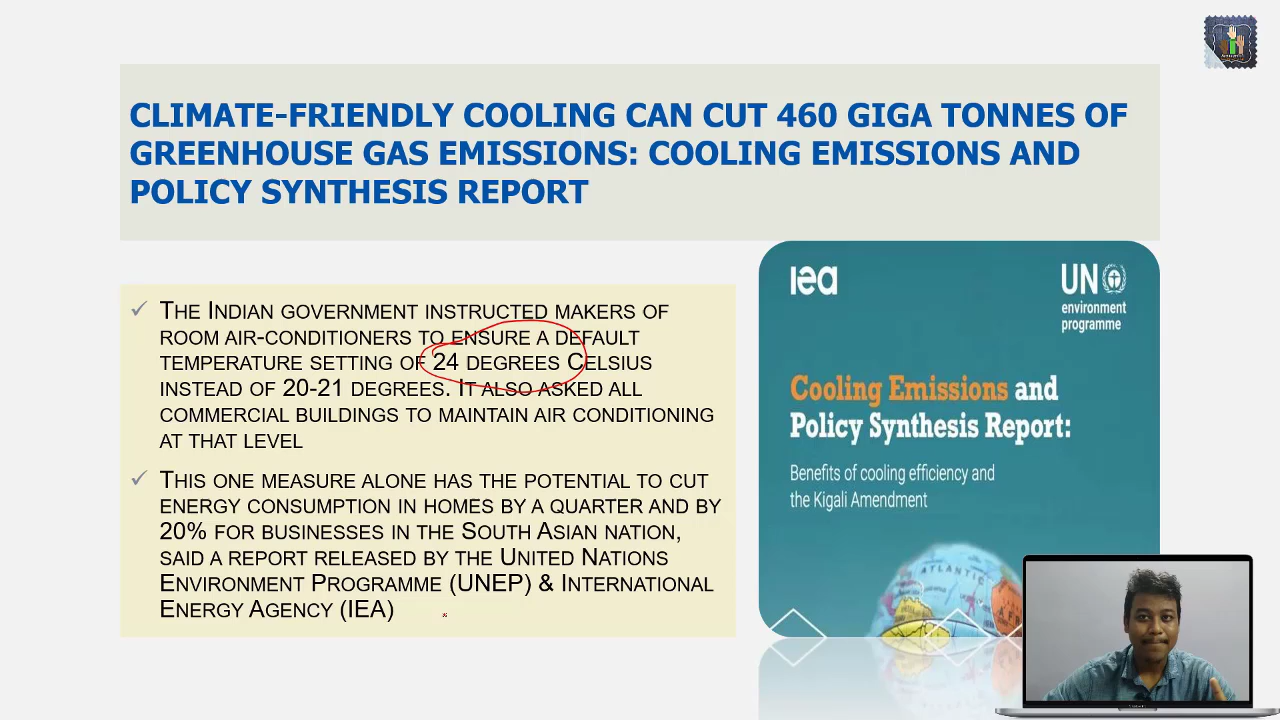 CLIMATE-FRIENDLY COOLING CAN CUT 460 GIGA TONNES OF
GREENHOUSE GAS EMISSIONS: COOLING EMISSIONS AND
POLICY SYNTHESIS REPORT
✓ THE INDIAN GOVERNMENT INSTRUCTED MAKERS OF
ROOM AIR-CONDITIONERS TO ENSURE A DEFAULT
TEMPERATURE SETTING OF 24 DEGREES CELSIUS
INSTEAD OF 20-21 DEGREES. IT ALSO ASKED ALL
COMMERCIAL BUILDINGS TO MAINTAIN AIR CONDITIONING
AT THAT LEVEL
✓ THIS ONE MEASURE ALONE HAS THE POTENTIAL TO CUT
ENERGY CONSUMPTION IN HOMES BY A QUARTER AND BY
20% FOR BUSINESSES IN THE SOUTH ASIAN NATION,
SAID A REPORT RELEASED BY THE UNITED NATIONS
ENVIRONMENT PROGRAMME (UNEP) & INTERNATIONAL
ENERGY AGENCY (IEA)
iea
UN
environment
programme
Cooling Emissions and
Policy Synthesis Report:
Benefits of cooling efficiency and
the Kigali Amendment
ATLANTIC